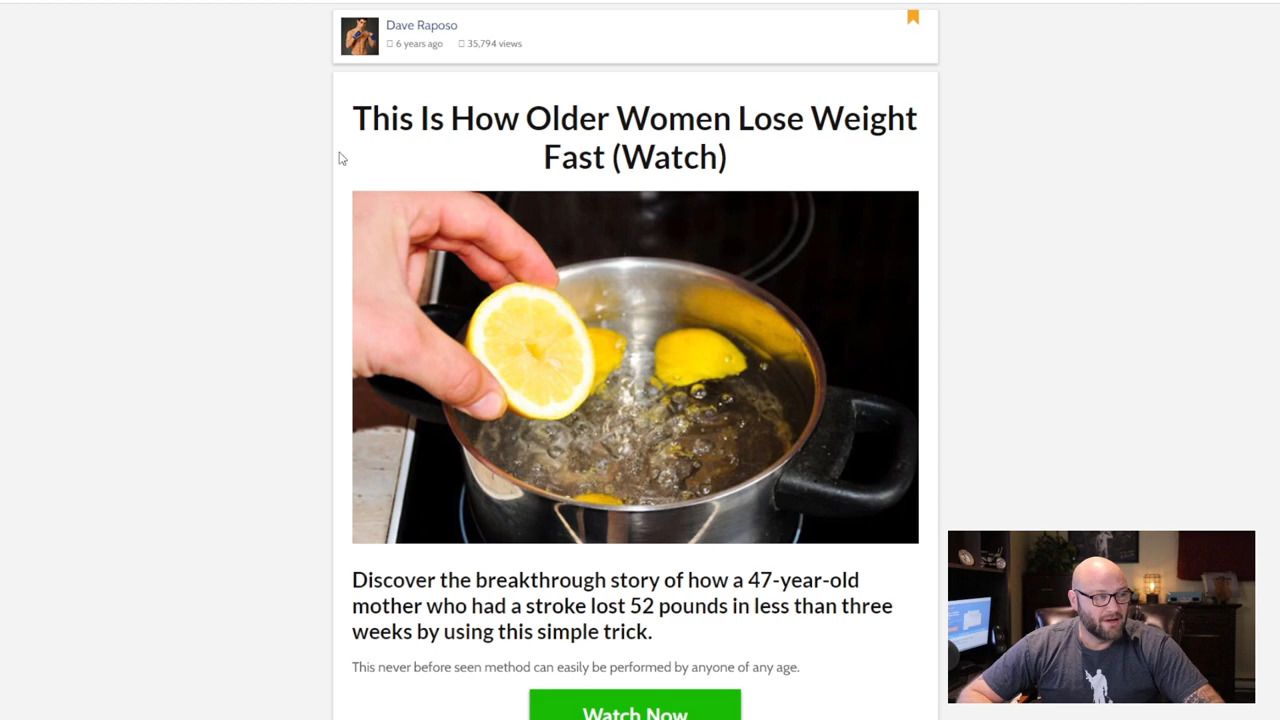 Dave Raposo
6 years ago 35,794 views
This Is How Older Women Lose Weight
Fast (Watch)
Discover the breakthrough story of how a 47-year-old
mother who had a stroke lost 52 pounds in less than three
weeks by using this simple trick.
This never before seen method can easily be performed by anyone of any age.
Watch Now